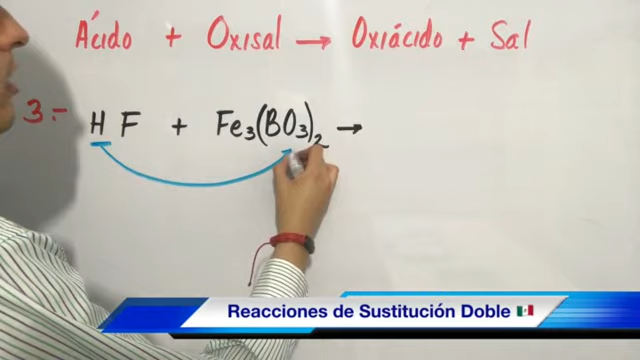 Ácido + Oxisal → Oxiácido + Sal
3.- H F + Fe₃(BO₃)₂ →
Reacciones de Sustitución Doble 🇲🇽